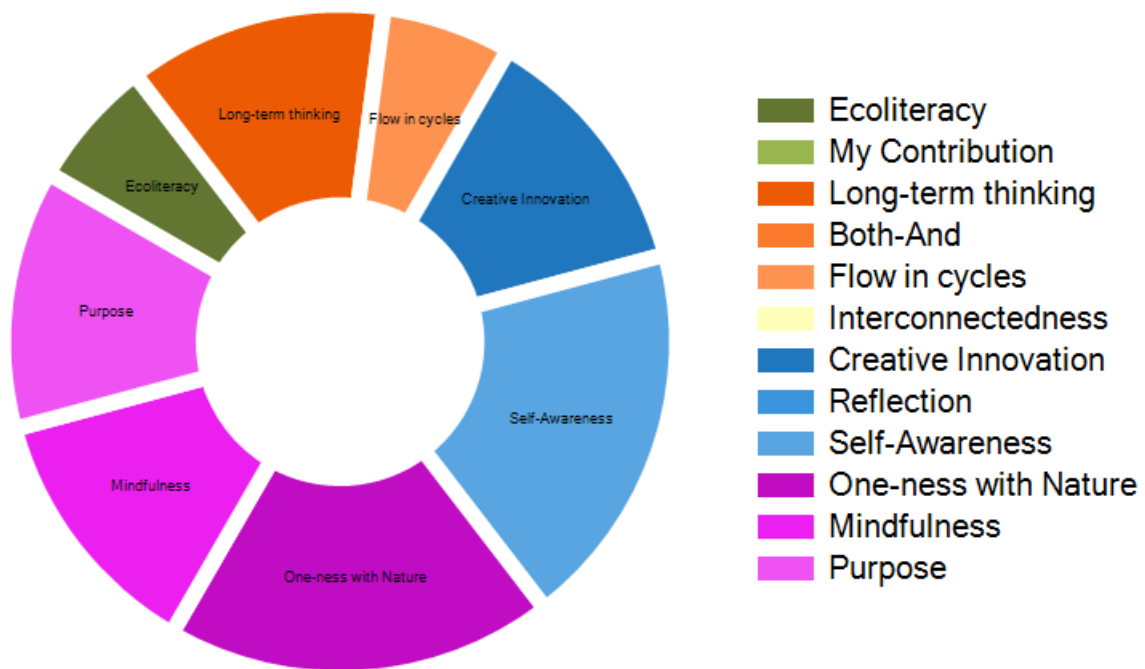 Long-term thinking
Flow in cycles
Ecoliteracy
Creative Innovation
Purpose
Self-Awareness
Mindfulness
One-ness with Nature
Ecoliteracy
My Contribution
Long-term thinking
Both-And
Flow in cycles
Interconnectedness
Creative Innovation
Reflection
Self-Awareness
One-ness with Nature
Mindfulness
Purpose